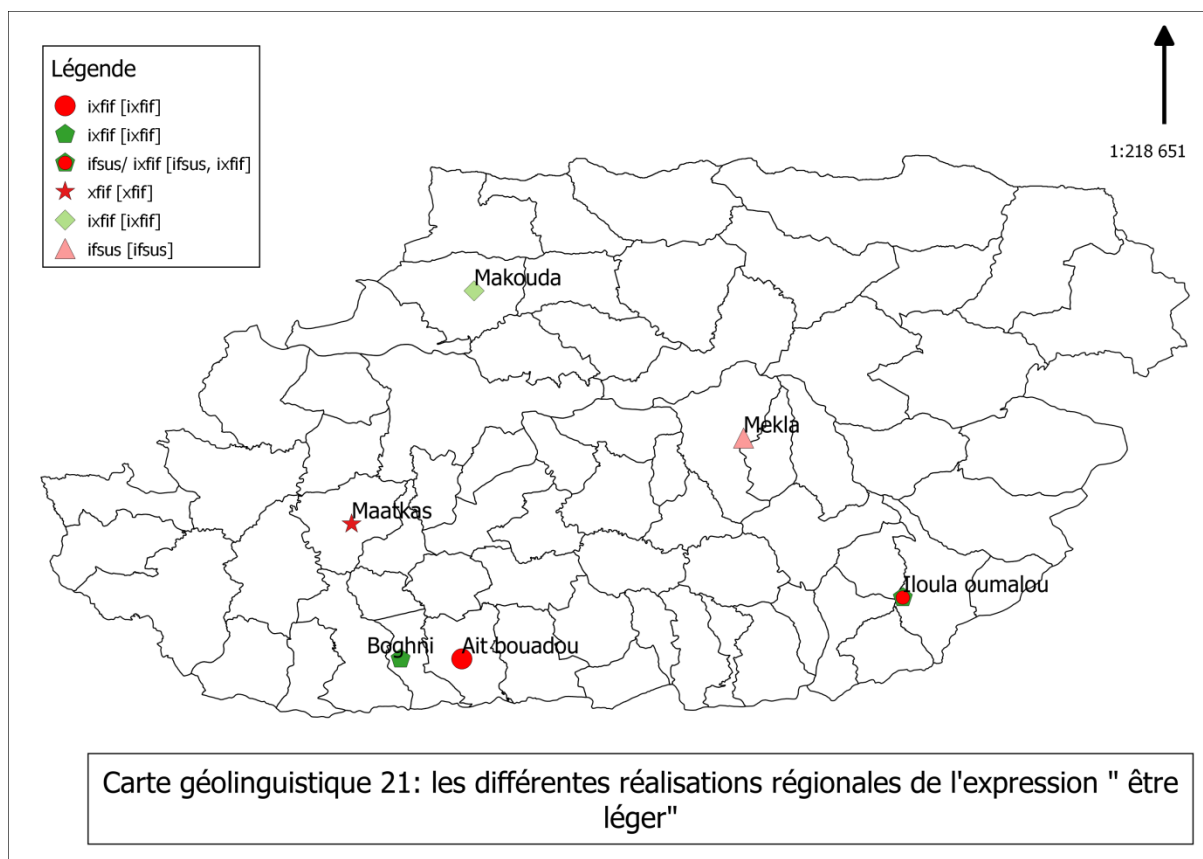 Légende
ixfif [ixfif]
ixfif [ixfif]
ifsus/ ixfif [ifsus, ixfif]
xfif [xfif]
ixfif [ixfif]
ifsus [ifsus]
1:218 651
Makouda
Mekla
Maatkas
Iloula oumalou
Boghni
Ait bouadou
Carte géolinguistique 21: les différentes réalisations régionales de l'expression " être
léger"